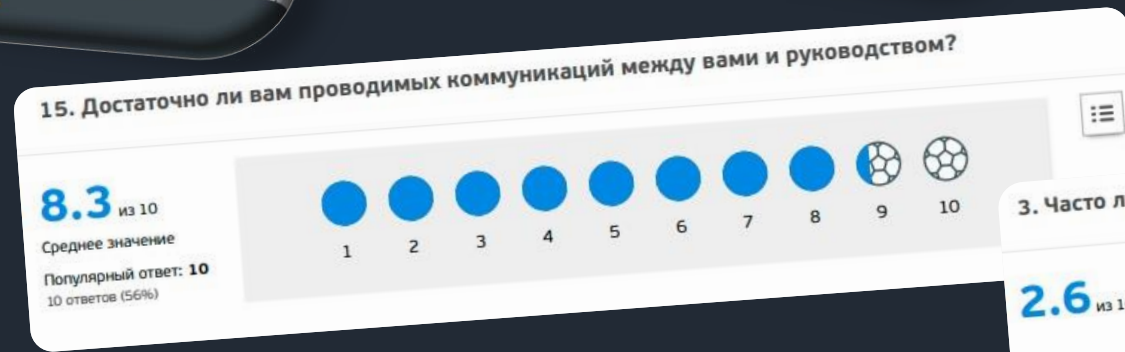 15. Достаточно ли вам проводимых коммуникаций между вами и руководством?
8.3 из 10
Среднее значение
Популярный ответ: 10
10 ответов (56%)
1 2 3 4 5 6 7 8 9 10
3. Часто
2.6 из